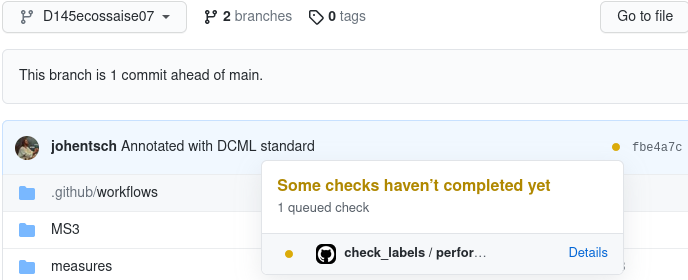 D145ecossaise07 2 branches 0 tags Go to file
This branch is 1 commit ahead of main.
johentsch Annotated with DCML standard fbe4a7c
Some checks haven’t completed yet
.github/workflows
1 queued check
MS3
check_labels / perfor… Details
measures